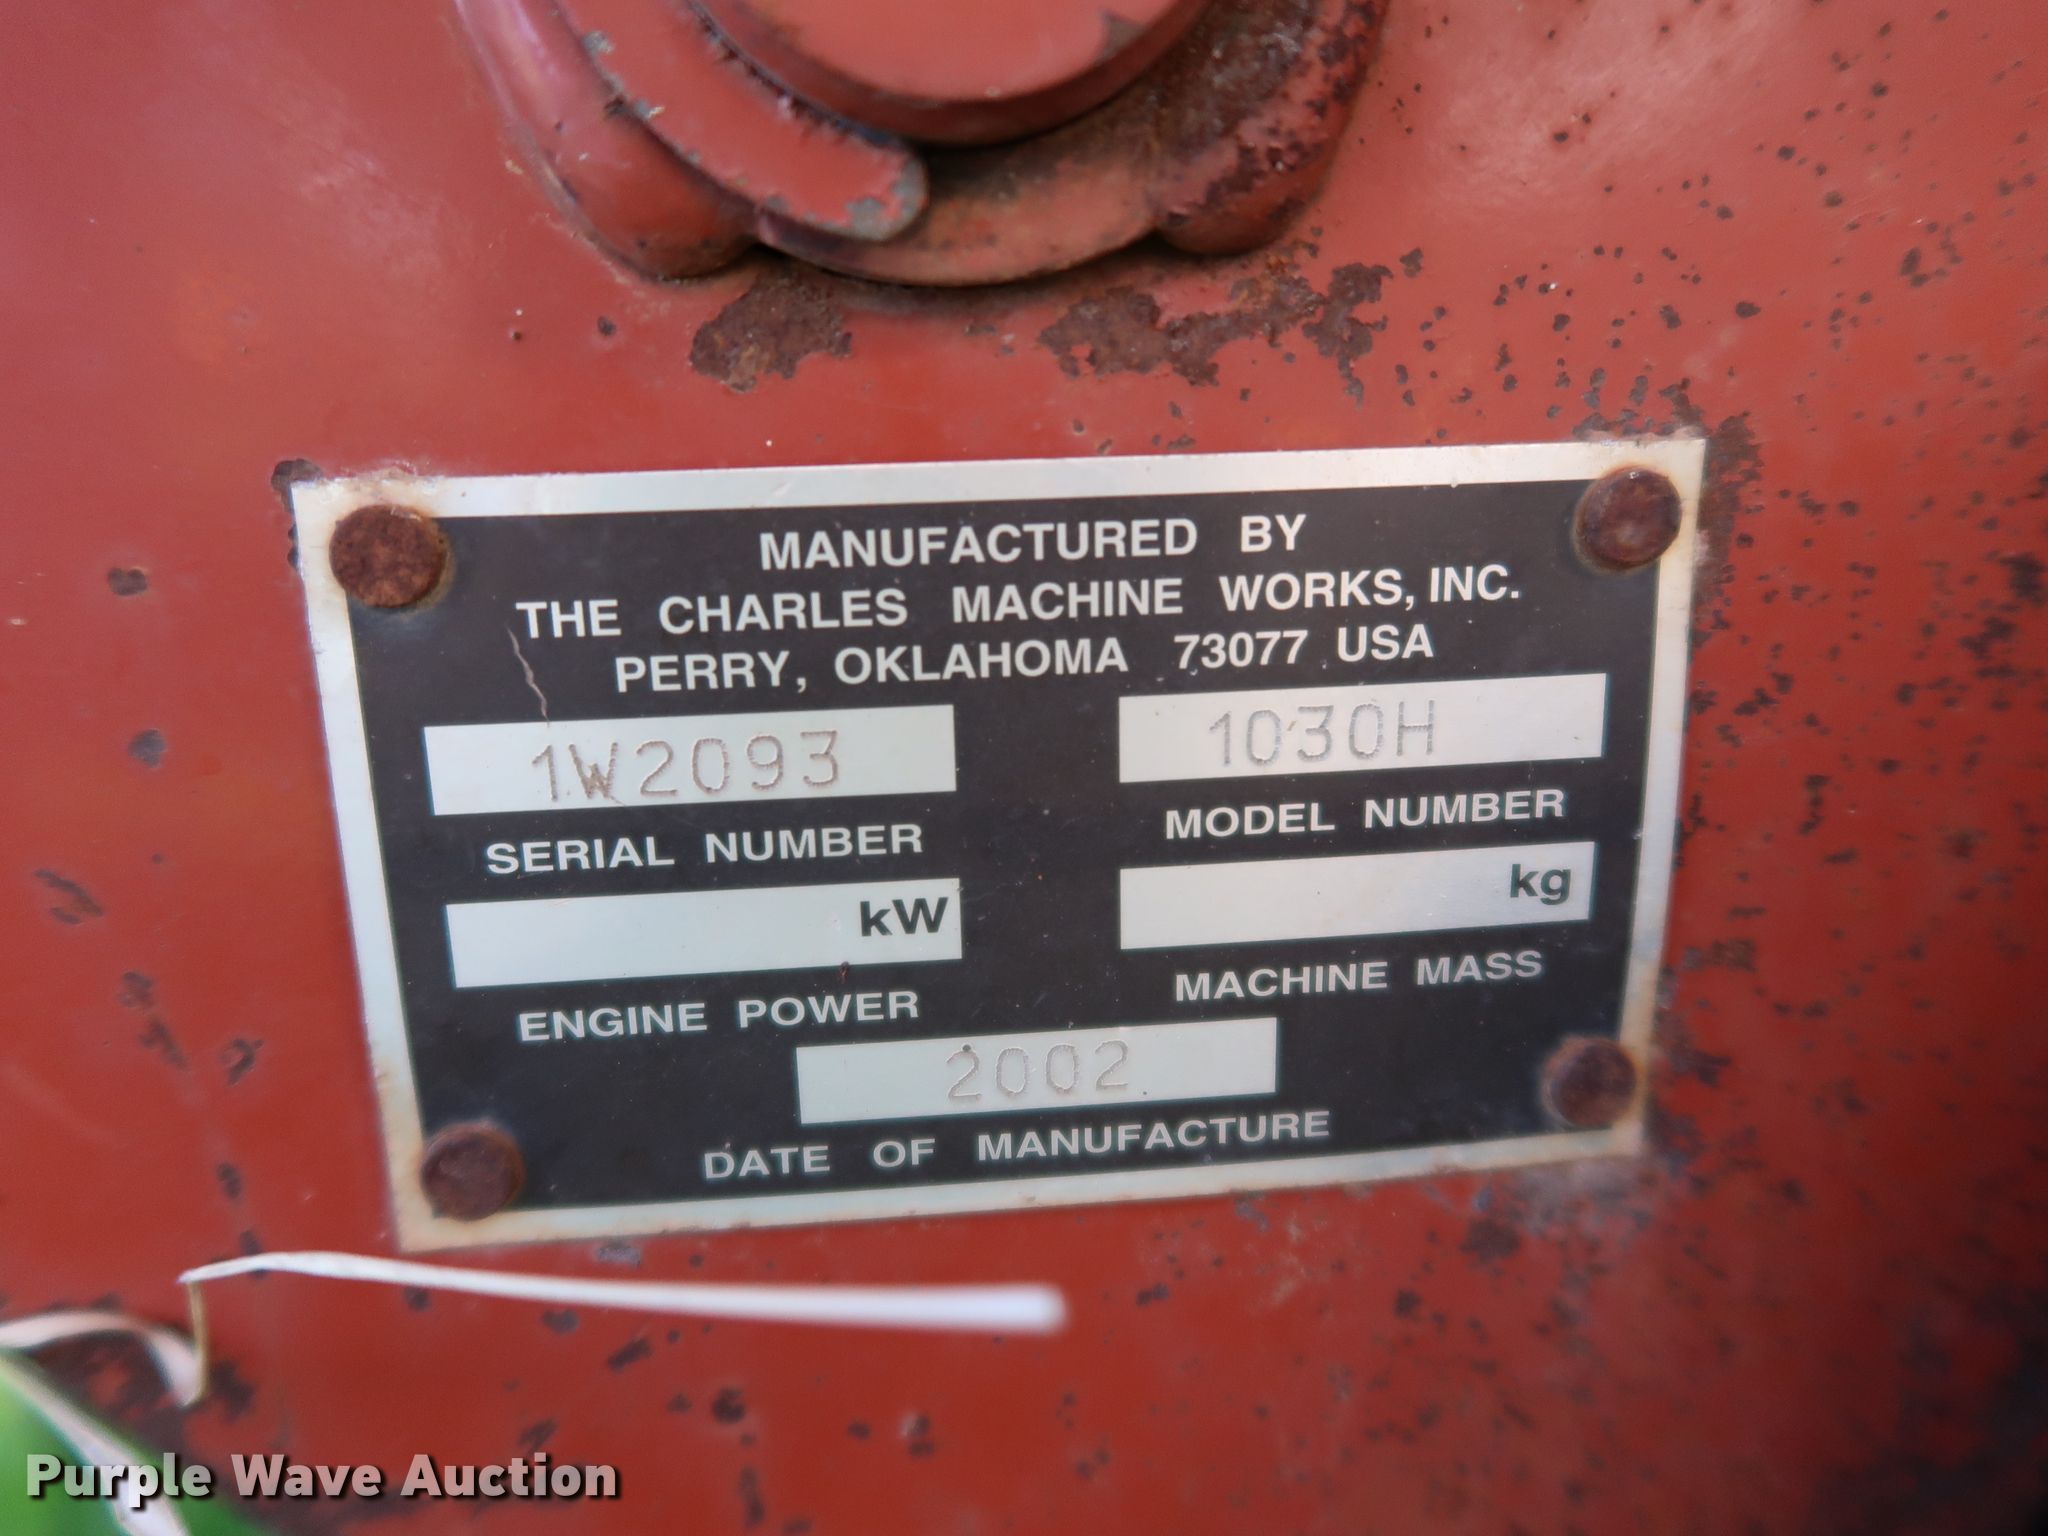 MANUFACTURED BY
THE CHARLES MACHINE WORKS, INC.
PERRY, OKLAHOMA 73077 USA
1W2093 1030H
SERIAL NUMBER MODEL NUMBER
kW kg
ENGINE POWER MACHINE MASS
2002
DATE OF MANUFACTURE
Purple Wave Auction